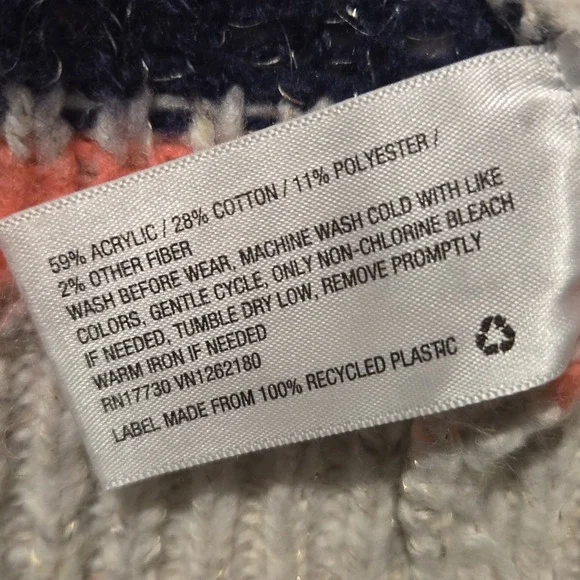 59% ACRYLIC / 28% COTTON / 11% POLYESTER /
2% OTHER FIBER
WASH BEFORE WEAR, MACHINE WASH COLD WITH LIKE
COLORS, GENTLE CYCLE, ONLY NON-CHLORINE BLEACH
IF NEEDED, TUMBLE DRY LOW, REMOVE PROMPTLY
WARM IRON IF NEEDED
RN17730 VN1262180
LABEL MADE FROM 100% RECYCLED PLASTIC